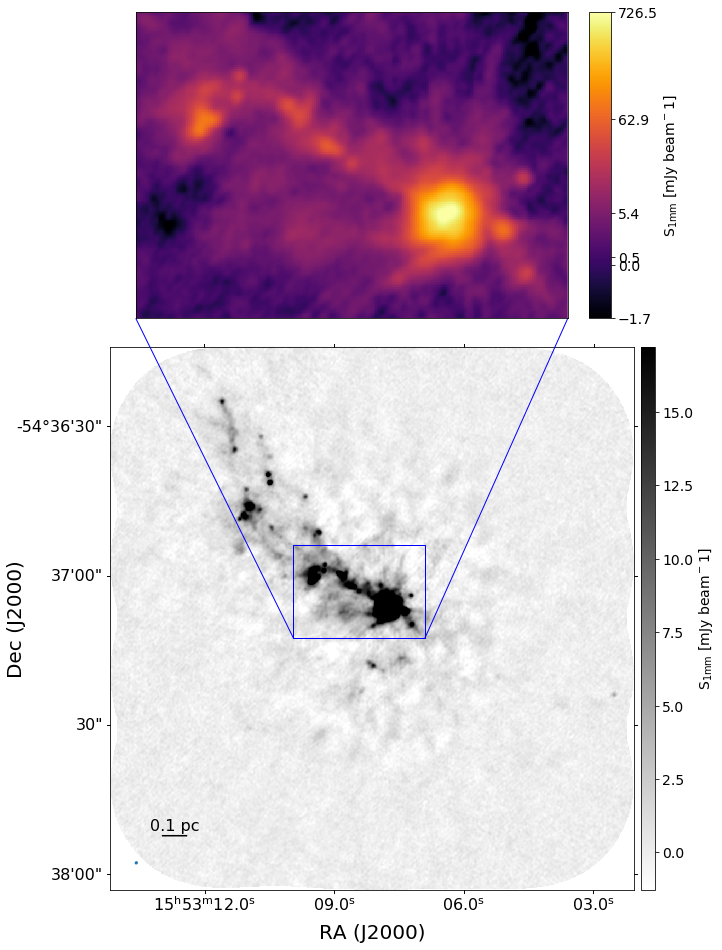 726.5
62.9
5.4
0.5
0.0
−1.7
S1mm [mJy beam−1]
-54°36'30"
37'00"
30"
38'00"
Dec (J2000)
0.1 pc
15h53m12.0s 09.0s 06.0s 03.0s
RA (J2000)
15.0
12.5
10.0
7.5
5.0
2.5
0.0
S1mm [mJy beam−1]